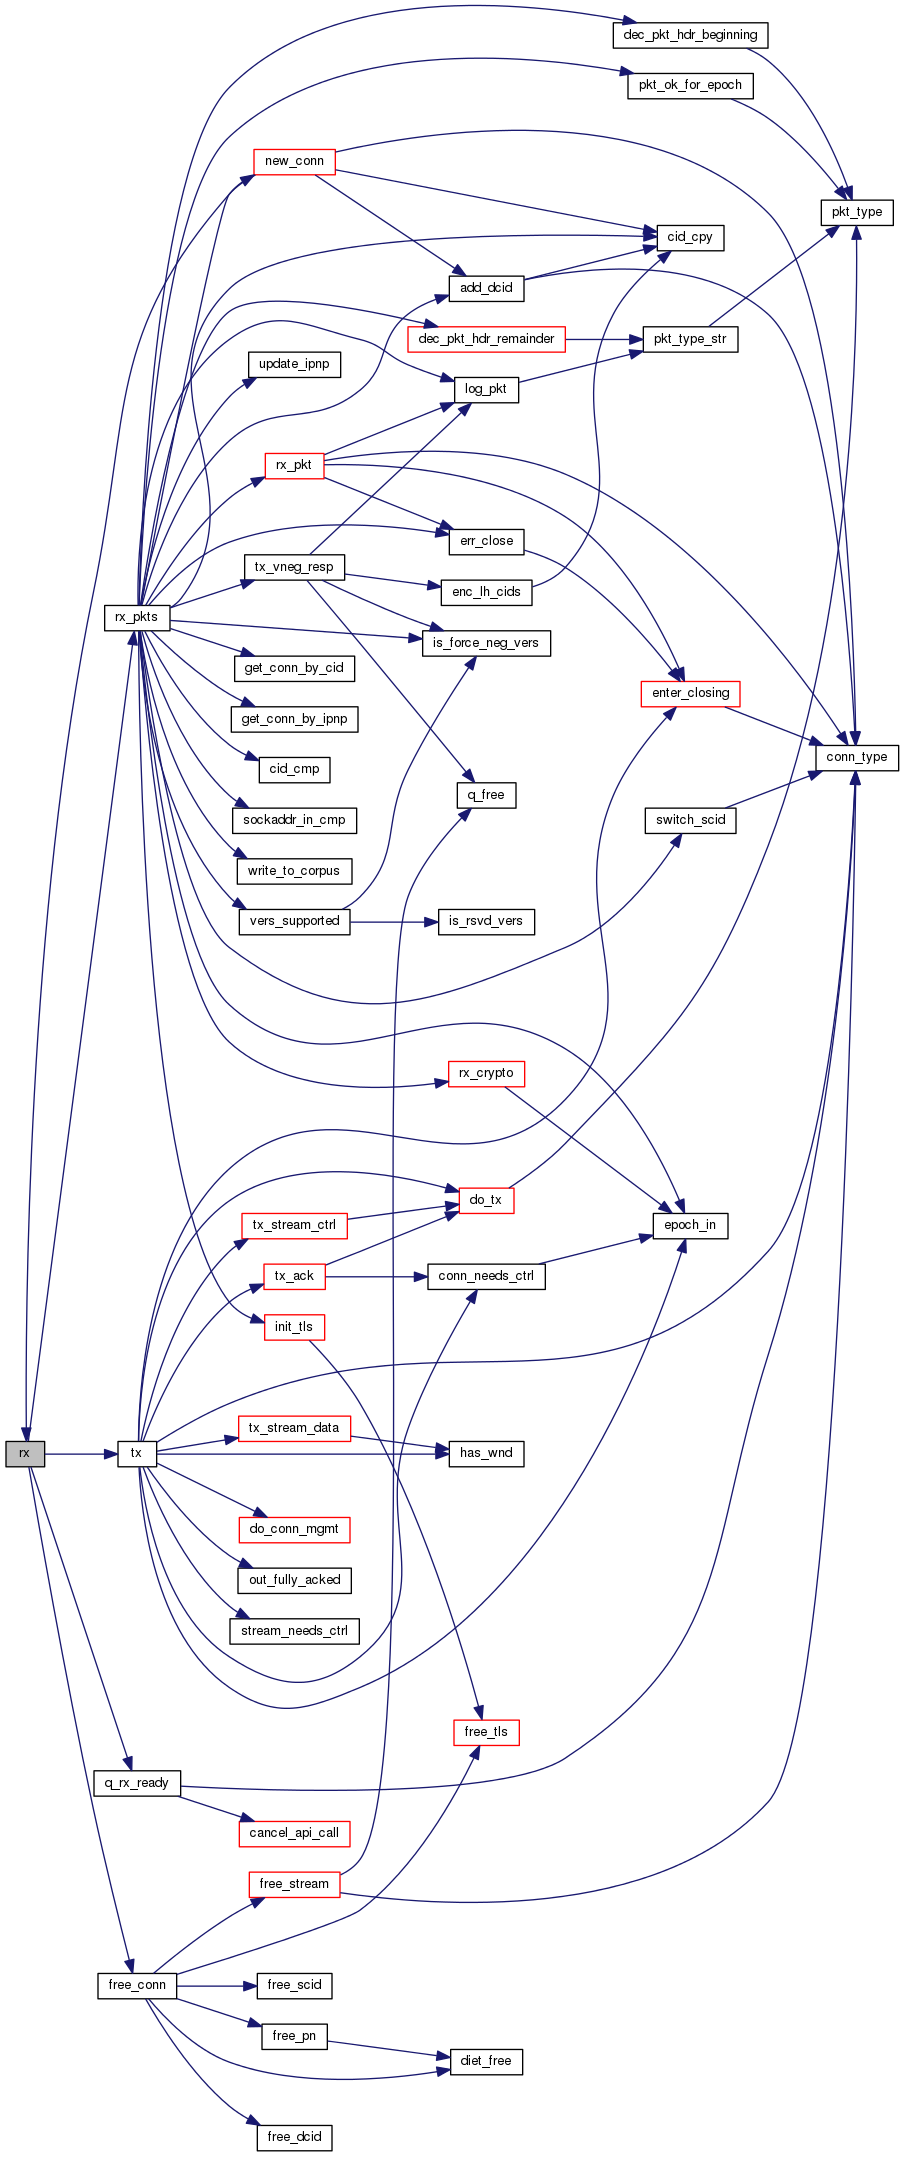 dec_pkt_hdr_beginning
pkt_ok_for_epoch
new_conn
pkt_type
cid_cpy
add_dcid
dec_pkt_hdr_remainder
pkt_type_str
update_ipnp
log_pkt
rx_pkt
err_close
tx_vneg_resp
enc_lh_cids
rx_pkts
is_force_neg_vers
get_conn_by_cid
enter_closing
get_conn_by_ipnp
conn_type
cid_cmp
q_free
sockaddr_in_cmp
switch_scid
write_to_corpus
vers_supported
is_rsvd_vers
rx_crypto
do_tx
tx_stream_ctrl
epoch_in
tx_ack
conn_needs_ctrl
init_tls
tx_stream_data
rx
tx
has_wnd
do_conn_mgmt
out_fully_acked
stream_needs_ctrl
free_tls
q_rx_ready
cancel_api_call
free_stream
free_conn
free_scid
free_pn
diet_free
free_dcid